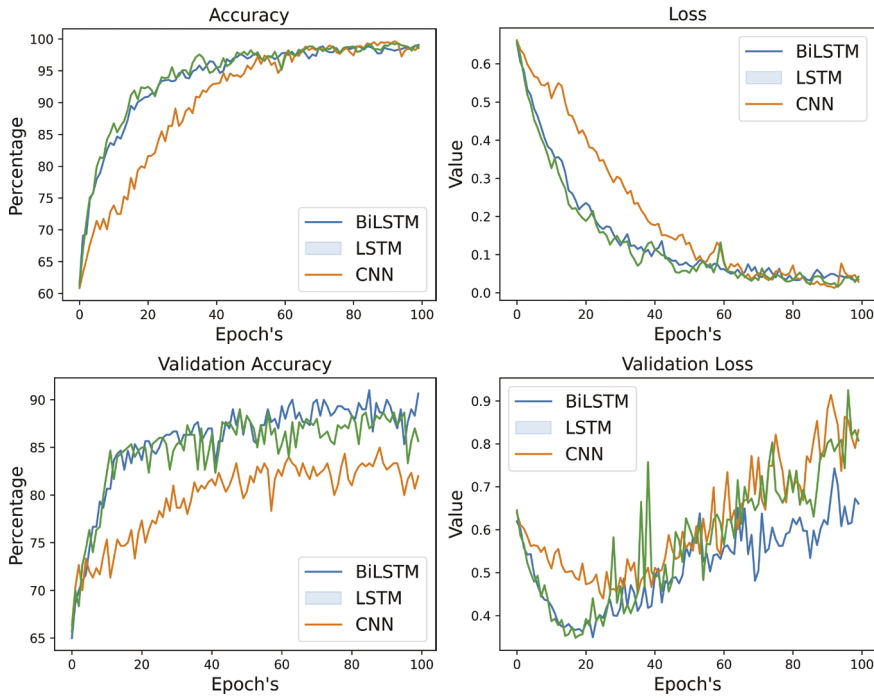 Accuracy
Percentage
100
95
90
85
80
75
70
65
60
0 20 40 60 80 100
Epoch's
BiLSTM
LSTM
CNN
Loss
Value
0.6
0.5
0.4
0.3
0.2
0.1
0.0
0 20 40 60 80 100
Epoch's
BiLSTM
LSTM
CNN
Validation Accuracy
Percentage
90
85
80
75
70
65
0 20 40 60 80 100
Epoch's
BiLSTM
LSTM
CNN
Validation Loss
Value
0.9
0.8
0.7
0.6
0.5
0.4
0 20 40 60 80 100
Epoch's
BiLSTM
LSTM
CNN